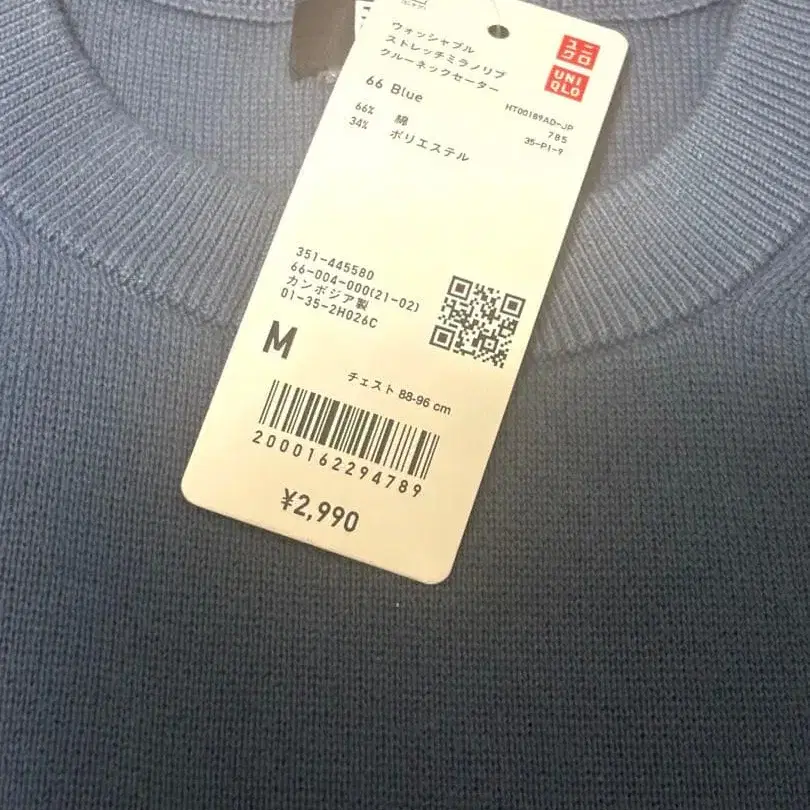 ウォッシャブル
ストレッチミラノリブ
クルーネックセーター
ユニ
クロ
UNI
QLO
66 Blue
HT00189AD-JP
785
35-P1-9
66% 綿
34% ポリエステル
351-445580
66-004-000(21-02)
カンボジア製
01-35-2H026C
M
チェスト 88-96 cm
2000162294789
¥2,990